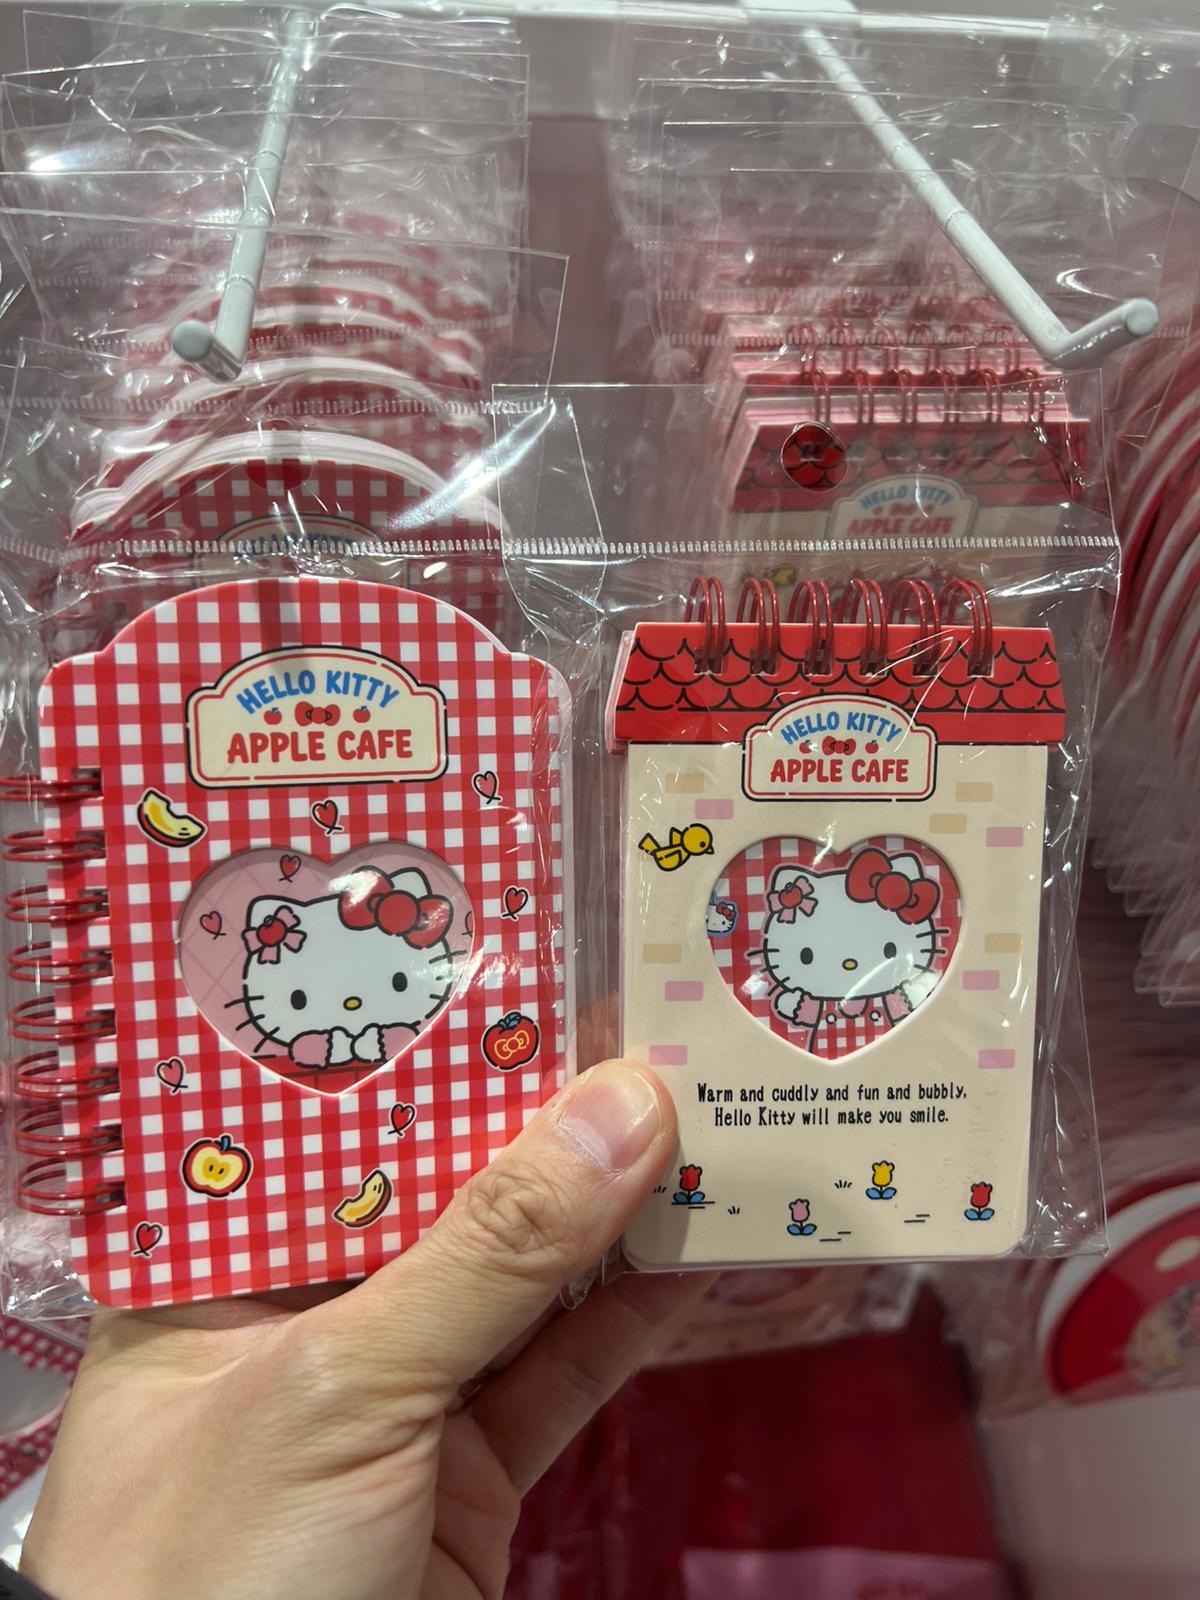 HELLO KITTY
APPLE CAFE
HELLO KITTY
APPLE CAFE
HELLO KITTY
APPLE CAFE
Warm and cuddly and fun and bubbly,
Hello Kitty will make you smile.